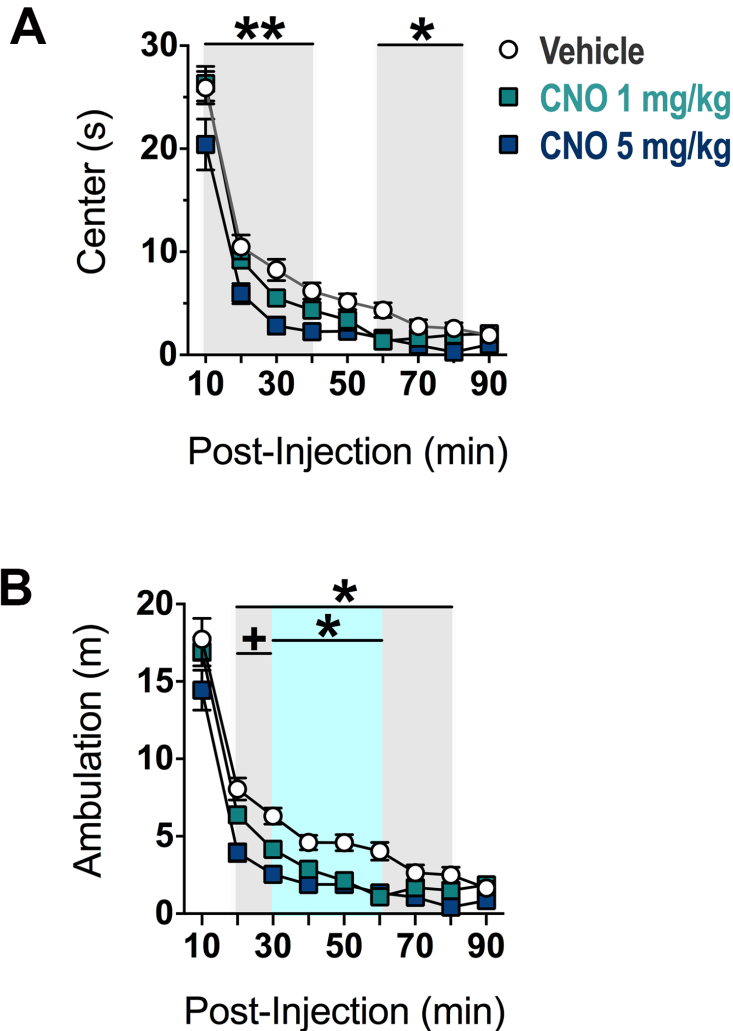 A
**
*
30
20
10
0
Center (s)
10 30 50 70 90
Post-Injection (min)
Vehicle
CNO 1 mg/kg
CNO 5 mg/kg
B
*
+
*
20
15
10
5
0
Ambulation (m)
10 30 50 70 90
Post-Injection (min)